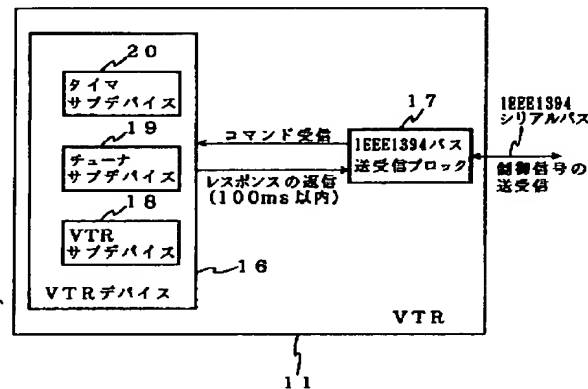 20
タイマ
サブデバイス
19
チューナ
サブデバイス
18
VTR
サブデバイス
VTRデバイス
16
コマンド受信
レスポンスの返信
(100ms以内)
17
IEEE1394バス
送受信ブロック
IEEE1394
シリアルバス
制御信号の
送受信
VTR
11